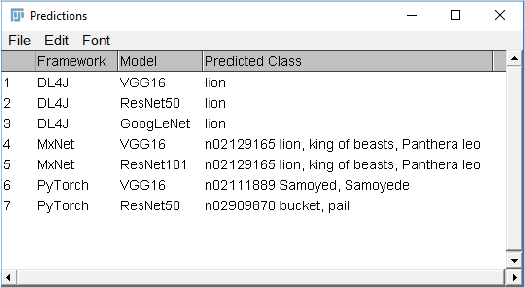 Predictions
File Edit Font
Framework Model Predicted Class
1 DL4J VGG16 lion
2 DL4J ResNet50 lion
3 DL4J GoogLeNet lion
4 MxNet VGG16 n02129165 lion, king of beasts, Panthera leo
5 MxNet ResNet101 n02129165 lion, king of beasts, Panthera leo
6 PyTorch VGG16 n02111889 Samoyed, Samoyede
7 PyTorch ResNet50 n02909870 bucket, pail